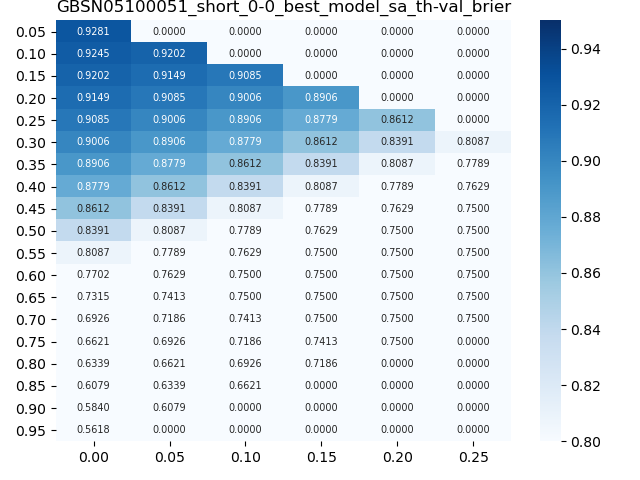 GBSN05100051_short_0-0_best_model_sa_th-val_brier
0.05 0.9281 0.0000 0.0000 0.0000 0.0000 0.0000
0.10 0.9245 0.9202 0.0000 0.0000 0.0000 0.0000
0.15 0.9202 0.9149 0.9085 0.0000 0.0000 0.0000
0.20 0.9149 0.9085 0.9006 0.8906 0.0000 0.0000
0.25 0.9085 0.9006 0.8906 0.8779 0.8612 0.0000
0.30 0.9006 0.8906 0.8779 0.8612 0.8391 0.8087
0.35 0.8906 0.8779 0.8612 0.8391 0.8087 0.7789
0.40 0.8779 0.8612 0.8391 0.8087 0.7789 0.7629
0.45 0.8612 0.8391 0.8087 0.7789 0.7629 0.7500
0.50 0.8391 0.8087 0.7789 0.7629 0.7500 0.7500
0.55 0.8087 0.7789 0.7629 0.7500 0.7500 0.7500
0.60 0.7702 0.7629 0.7500 0.7500 0.7500 0.7500
0.65 0.7315 0.7413 0.7500 0.7500 0.7500 0.7500
0.70 0.6926 0.7186 0.7413 0.7500 0.7500 0.7500
0.75 0.6621 0.6926 0.7186 0.7413 0.7500 0.0000
0.80 0.6339 0.6621 0.6926 0.7186 0.0000 0.0000
0.85 0.6079 0.6339 0.6621 0.0000 0.0000 0.0000
0.90 0.5840 0.6079 0.0000 0.0000 0.0000 0.0000
0.95 0.5618 0.0000 0.0000 0.0000 0.0000 0.0000
0.00 0.05 0.10 0.15 0.20 0.25
0.94
0.92
0.90
0.88
0.86
0.84
0.82
0.80